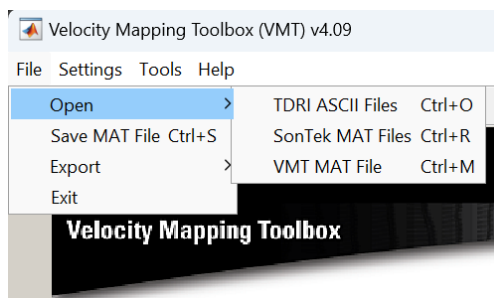 Velocity Mapping Toolbox (VMT) v4.09
File Settings Tools Help
Open > TDRI ASCII Files Ctrl+O
Save MAT File Ctrl+S SonTek MAT Files Ctrl+R
Export > VMT MAT File Ctrl+M
Exit
Velocity Mapping Toolbox